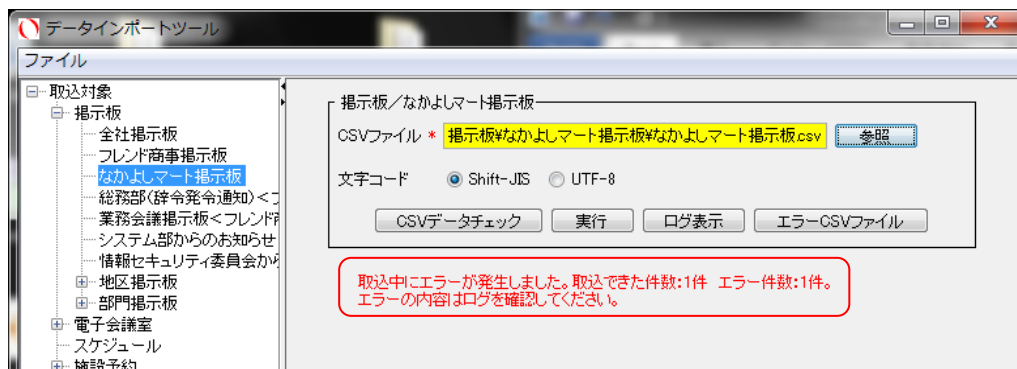 データインポートツール
ファイル
取込対象
掲示板
全社掲示板
フレンド商事掲示板
なかよしマート掲示板
総務部(辞令発令通知)<フ
業務会議掲示板<フレンド商
システム部からのお知らせ
情報セキュリティ委員会から
地区掲示板
部門掲示板
電子会議室
スケジュール
施設予約
掲示板/なかよしマート掲示板
CSVファイル * 掲示板¥なかよしマート掲示板¥なかよしマート掲示板.csv 参照
文字コード Shift-JIS UTF-8
CSVデータチェック 実行 ログ表示 エラーCSVファイル
取込中にエラーが発生しました。取込できた件数:1件 エラー件数:1件。
エラーの内容はログを確認してください。